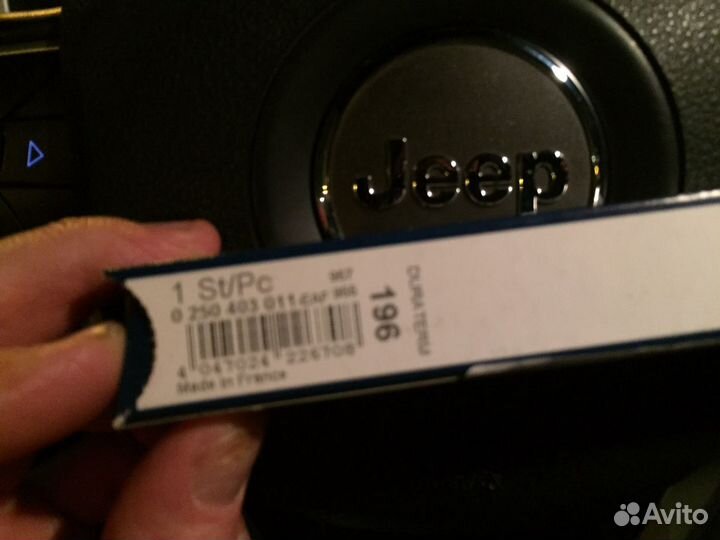 Jeep
1 St/Pc
0 250 403 011
4 047024 226708
Made in France
196
DURATERM
Avito